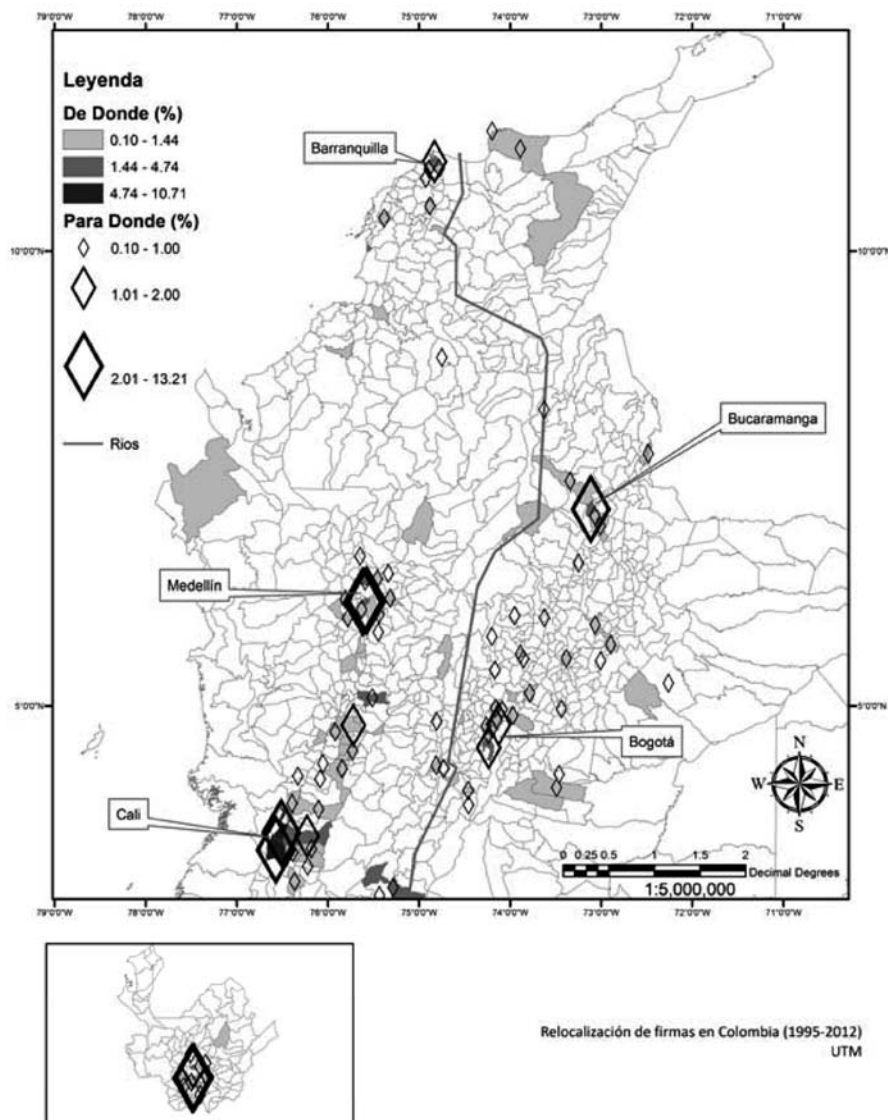 79°0'0"W 78°0'0"W 77°0'0"W 76°0'0"W 75°0'0"W 74°0'0"W 73°0'0"W 72°0'0"W 71°0'0"W
Leyenda
De Donde (%)
0.10 - 1.44
1.44 - 4.74
4.74 - 10.71
Para Donde (%)
0.10 - 1.00
1.01 - 2.00
2.01 - 13.21
Rios
Barranquilla
10°0'0"N 10°0'0"N
Bucaramanga
Medellín
5°0'0"N 5°0'0"N
Bogotá
Cali
N
W E
S
0 0.25 0.5 1 1.5 2
Decimal Degrees
1:5,000,000
79°0'0"W 78°0'0"W 77°0'0"W 76°0'0"W 75°0'0"W 74°0'0"W 73°0'0"W 72°0'0"W 71°0'0"W
Relocalización de firmas en Colombia (1995-2012)
UTM